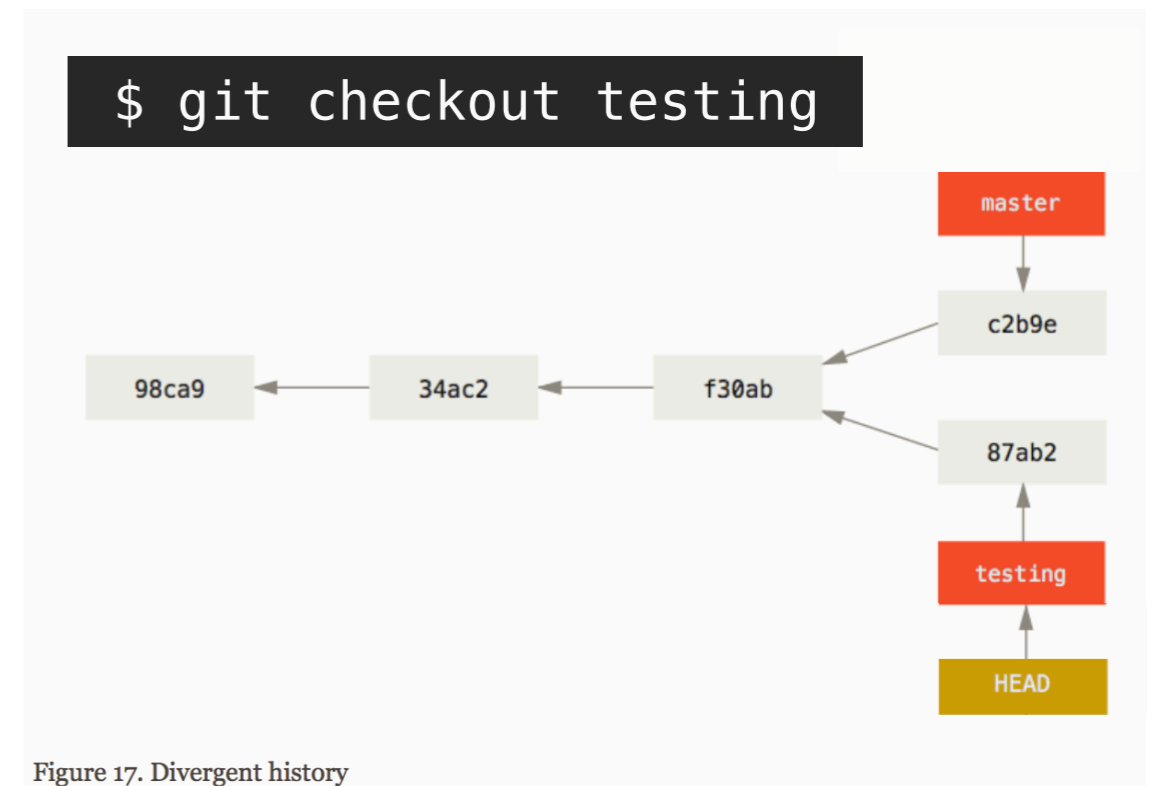 $ git checkout testing
master
c2b9e
98ca9
34ac2
f30ab
87ab2
testing
HEAD
Figure 17. Divergent history